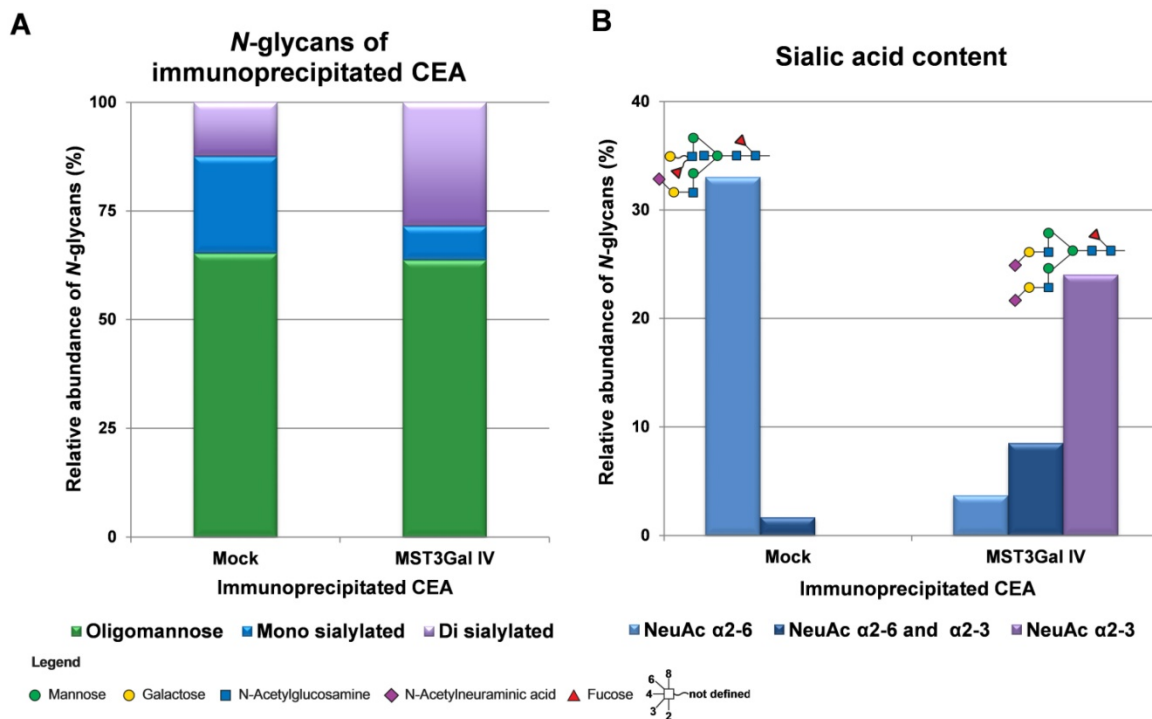 A
N-glycans of
immunoprecipitated CEA
Relative abundance of N-glycans (%)
100
75
50
25
0
Mock
MST3Gal IV
Immunoprecipitated CEA
Oligomannose
Mono sialylated
Di sialylated
B
Sialic acid content
Relative abundance of N-glycans (%)
40
30
20
10
0
Mock
MST3Gal IV
Immunoprecipitated CEA
NeuAc α2-6
NeuAc α2-6 and α2-3
NeuAc α2-3
Legend
Mannose
Galactose
N-Acetylglucosamine
N-Acetylneuraminic acid
Fucose
8
6
4
not defined
3
2